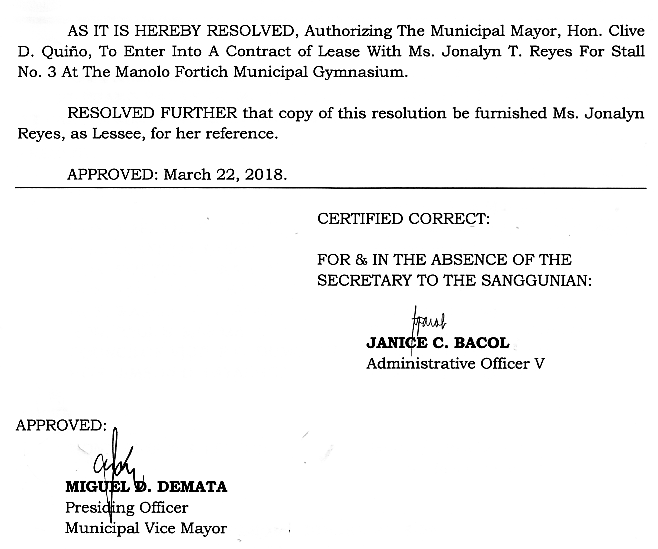 AS IT IS HEREBY RESOLVED, Authorizing The Municipal Mayor, Hon. Clive
D. Quiño, To Enter Into A Contract of Lease With Ms. Jonalyn T. Reyes For Stall
No. 3 At The Manolo Fortich Municipal Gymnasium.
RESOLVED FURTHER that copy of this resolution be furnished Ms. Jonalyn
Reyes, as Lessee, for her reference.
APPROVED: March 22, 2018.
CERTIFIED CORRECT:
FOR & IN THE ABSENCE OF THE
SECRETARY TO THE SANGGUNIAN:
JANICE C. BACOL
Administrative Officer V
APPROVED:
MIGUEL D. DEMATA
Presiding Officer
Municipal Vice Mayor